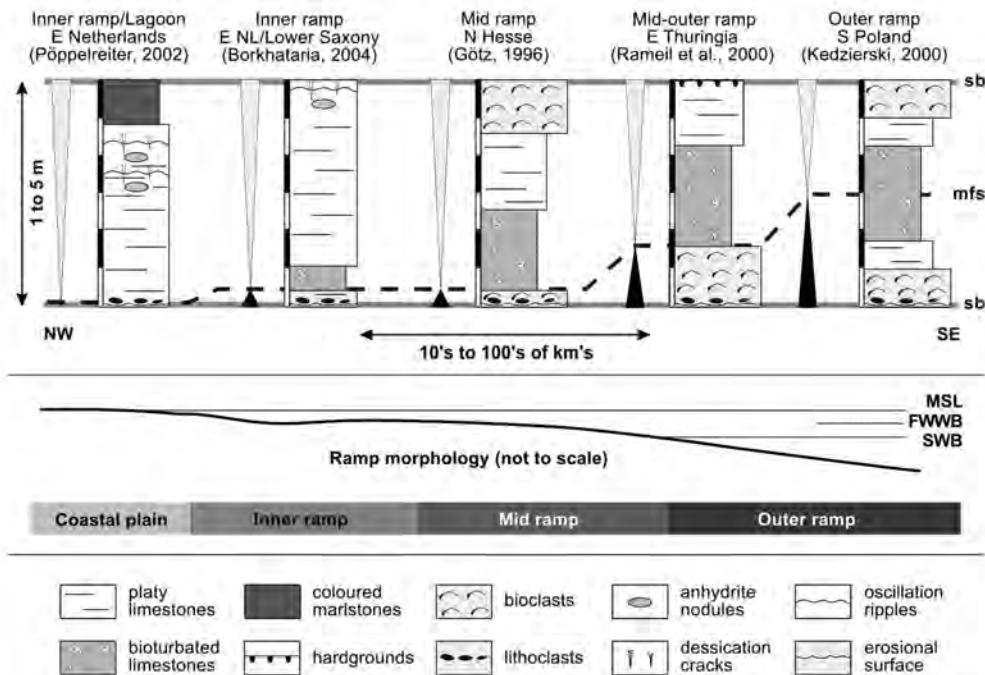 Inner ramp/Lagoon
E Netherlands
(Pöppelreiter, 2002)
Inner ramp
E NL/Lower Saxony
(Borkhataria, 2004)
Mid ramp
N Hesse
(Götz, 1996)
Mid-outer ramp
E Thuringia
(Rameil et al., 2000)
Outer ramp
S Poland
(Kedzierski, 2000)
sb
1 to 5 m
mfs
sb
NW
SE
10's to 100's of km's
MSL
FWWB
SWB
Ramp morphology (not to scale)
Coastal plain
Inner ramp
Mid ramp
Outer ramp
platy
limestones
coloured
marlstones
bioclasts
anhydrite
nodules
oscillation
ripples
bioturbated
limestones
hardgrounds
lithoclasts
dessication
cracks
erosional
surface